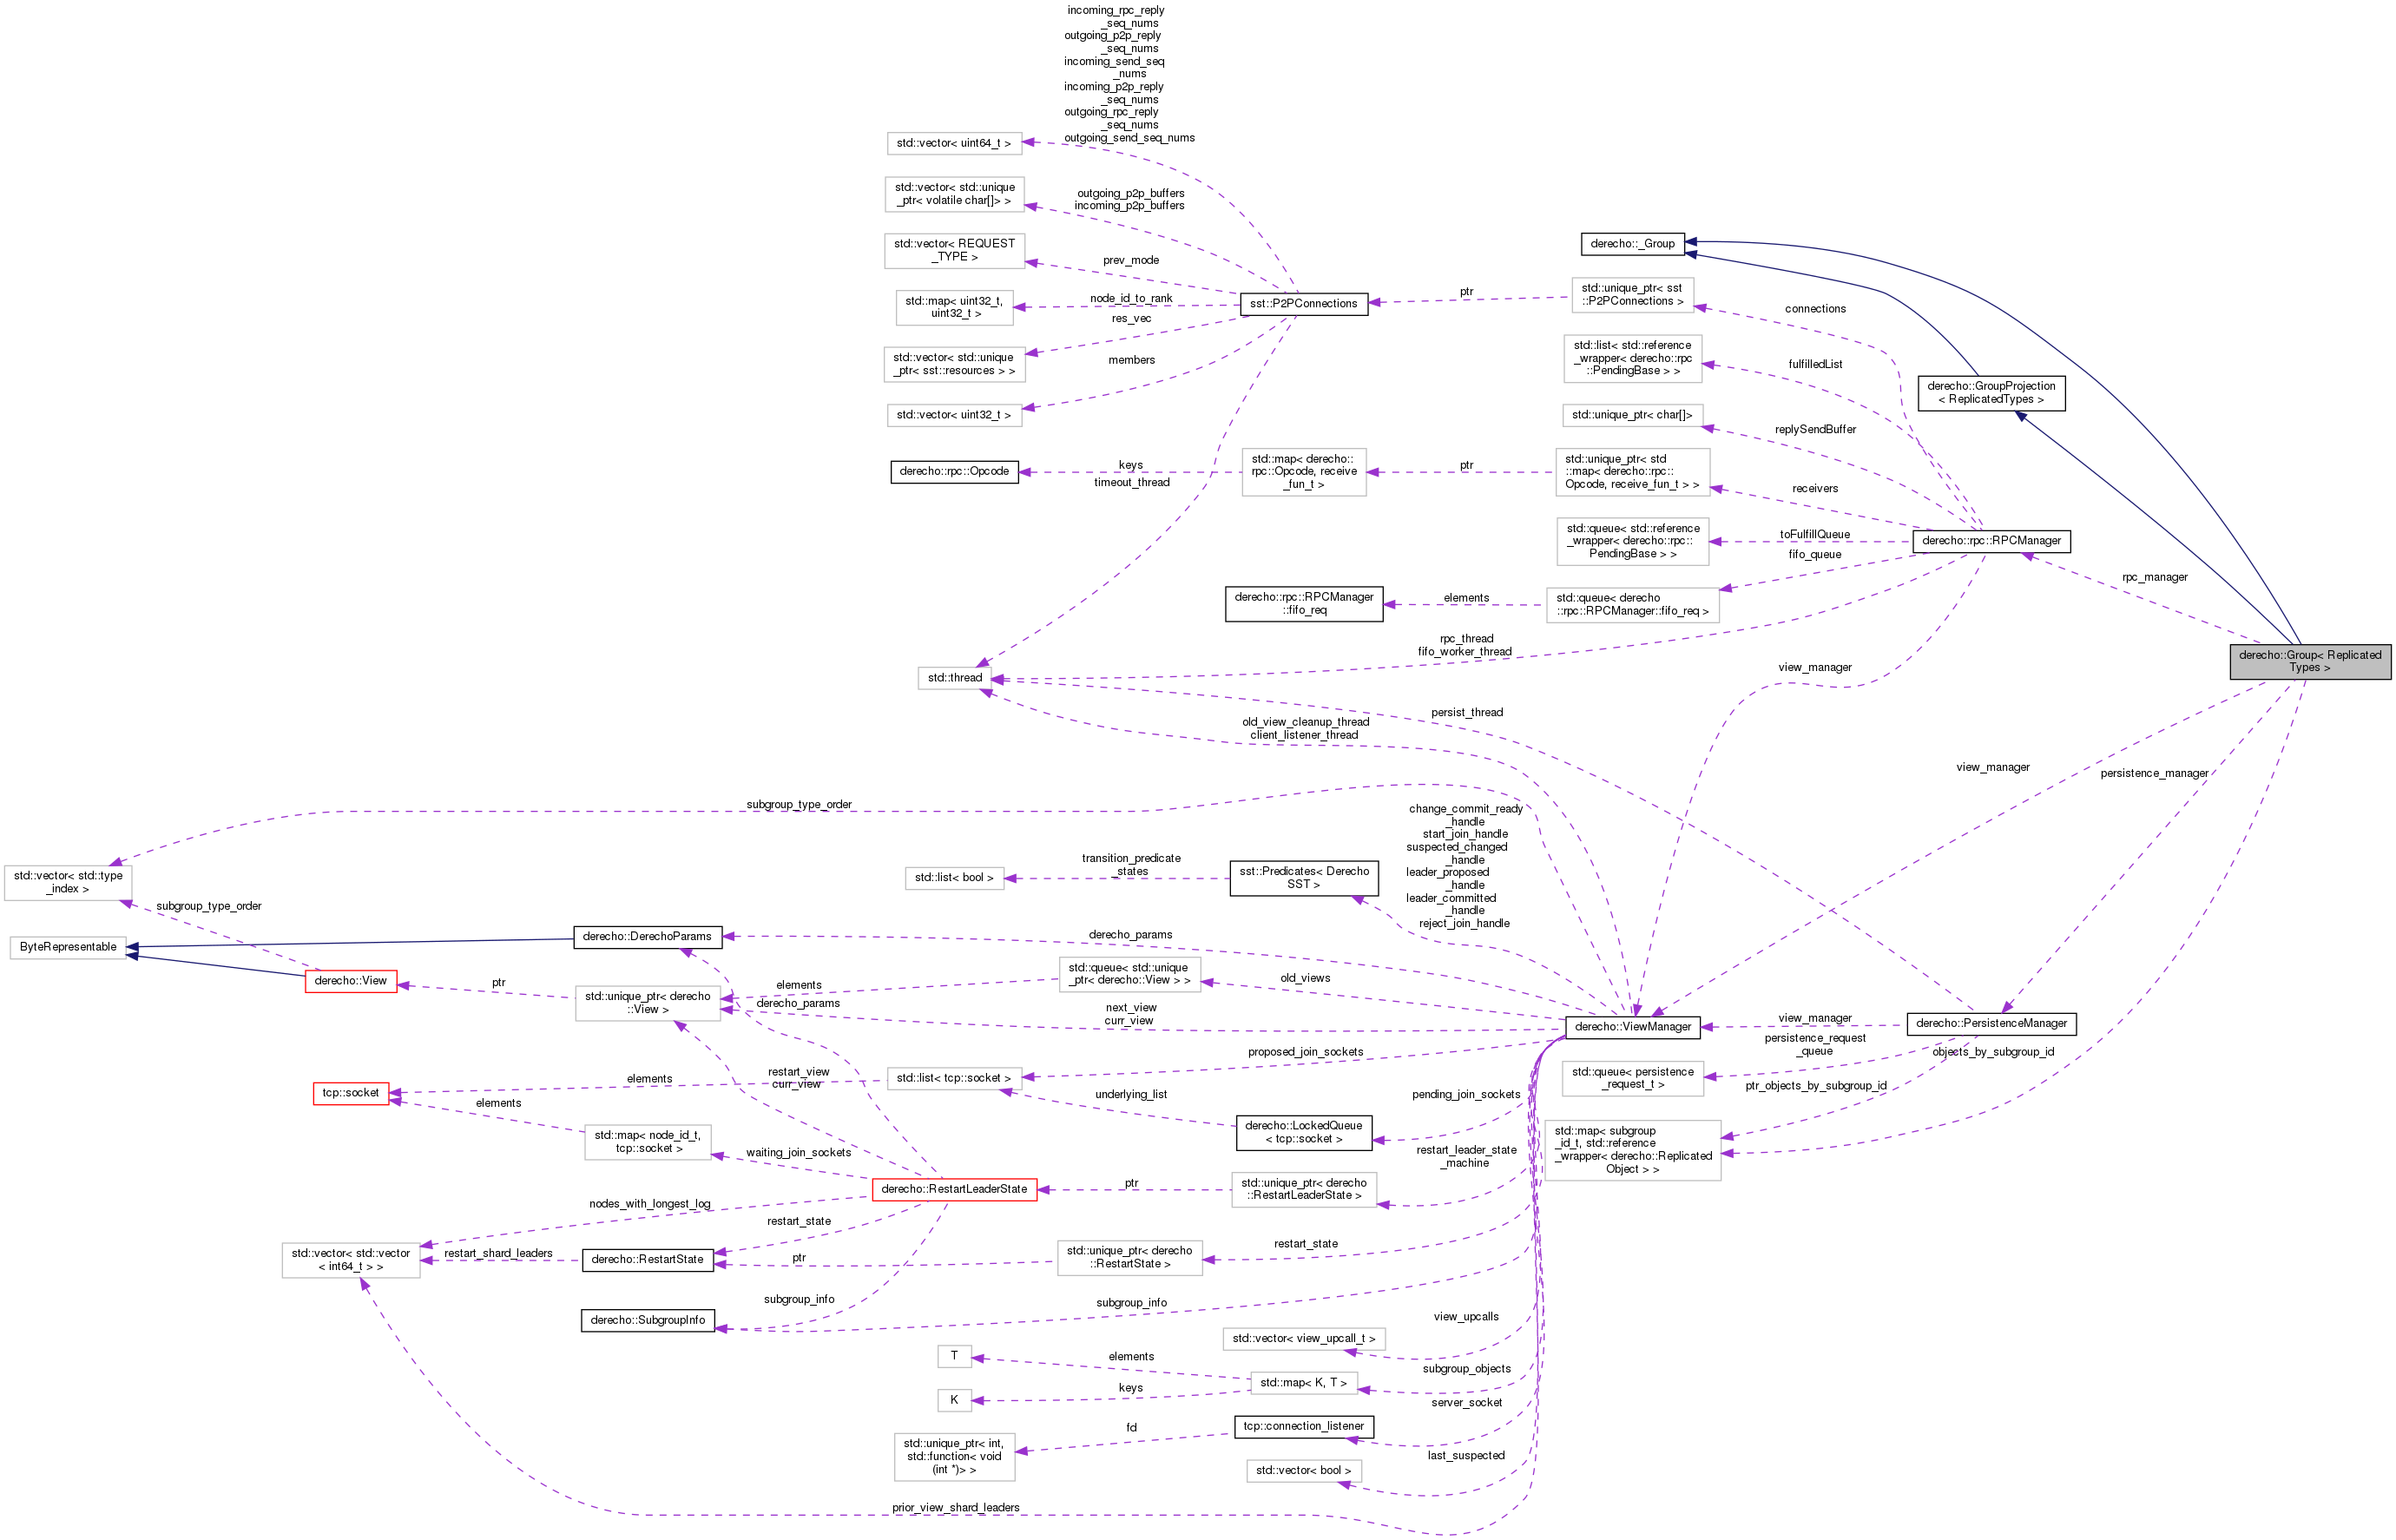 incoming_rpc_reply
_seq_nums
outgoing_p2p_reply
_seq_nums
incoming_send_seq
_nums
incoming_p2p_reply
_seq_nums
outgoing_rpc_reply
_seq_nums
outgoing_send_seq_nums
std::vector< uint64_t >
std::vector< std::unique
_ptr< volatile char[]> >
outgoing_p2p_buffers
incoming_p2p_buffers
std::vector< REQUEST
_TYPE >
prev_mode
std::map< uint32_t,
uint32_t >
node_id_to_rank
res_vec
std::vector< std::unique
_ptr< sst::resources > >
members
std::vector< uint32_t >
sst::P2PConnections
ptr
derecho::_Group
std::unique_ptr< sst
::P2PConnections >
connections
std::list< std::reference
_wrapper< derecho::rpc
::PendingBase > >
fulfilledList
derecho::GroupProjection
< ReplicatedTypes >
std::unique_ptr< char[]>
replySendBuffer
derecho::rpc::Opcode
keys
timeout_thread
std::map< derecho::
rpc::Opcode, receive
_fun_t >
ptr
std::unique_ptr< std
::map< derecho::rpc::
Opcode, receive_fun_t > >
receivers
std::queue< std::reference
_wrapper< derecho::rpc::
PendingBase > >
toFulfillQueue
fifo_queue
derecho::rpc::RPCManager
rpc_manager
derecho::rpc::RPCManager
::fifo_req
elements
std::queue< derecho
::rpc::RPCManager::fifo_req >
rpc_thread
fifo_worker_thread
view_manager
derecho::Group< Replicated
Types >
std::thread
persist_thread
old_view_cleanup_thread
client_listener_thread
view_manager
persistence_manager
subgroup_type_order
change_commit_ready
_handle
start_join_handle
suspected_changed
_handle
leader_proposed
_handle
leader_committed
_handle
reject_join_handle
std::vector< std::type
_index >
std::list< bool >
transition_predicate
_states
sst::Predicates< Derecho
SST >
subgroup_type_order
ByteRepresentable
derecho::DerechoParams
derecho_params
derecho::View
ptr
std::unique_ptr< derecho
::View >
elements
derecho_params
std::queue< std::unique
_ptr< derecho::View > >
old_views
next_view
curr_view
derecho::ViewManager
view_manager
derecho::PersistenceManager
persistence_request
_queue
objects_by_subgroup_id
proposed_join_sockets
std::list< tcp::socket >
tcp::socket
elements
restart_view
curr_view
std::queue< persistence
_request_t >
ptr_objects_by_subgroup_id
elements
underlying_list
pending_join_sockets
derecho::LockedQueue
< tcp::socket >
std::map< node_id_t,
tcp::socket >
waiting_join_sockets
std::map< subgroup
_id_t, std::reference
_wrapper< derecho::Replicated
Object > >
restart_leader_state
_machine
derecho::RestartLeaderState
ptr
std::unique_ptr< derecho
::RestartLeaderState >
nodes_with_longest_log
restart_state
std::vector< std::vector
< int64_t > >
restart_shard_leaders
derecho::RestartState
ptr
std::unique_ptr< derecho
::RestartState >
restart_state
subgroup_info
derecho::SubgroupInfo
subgroup_info
std::vector< view_upcall_t >
view_upcalls
T
elements
K
keys
std::map< K, T >
subgroup_objects
server_socket
std::unique_ptr< int,
std::function< void
(int *)> >
fd
tcp::connection_listener
std::vector< bool >
last_suspected
prior_view_shard_leaders